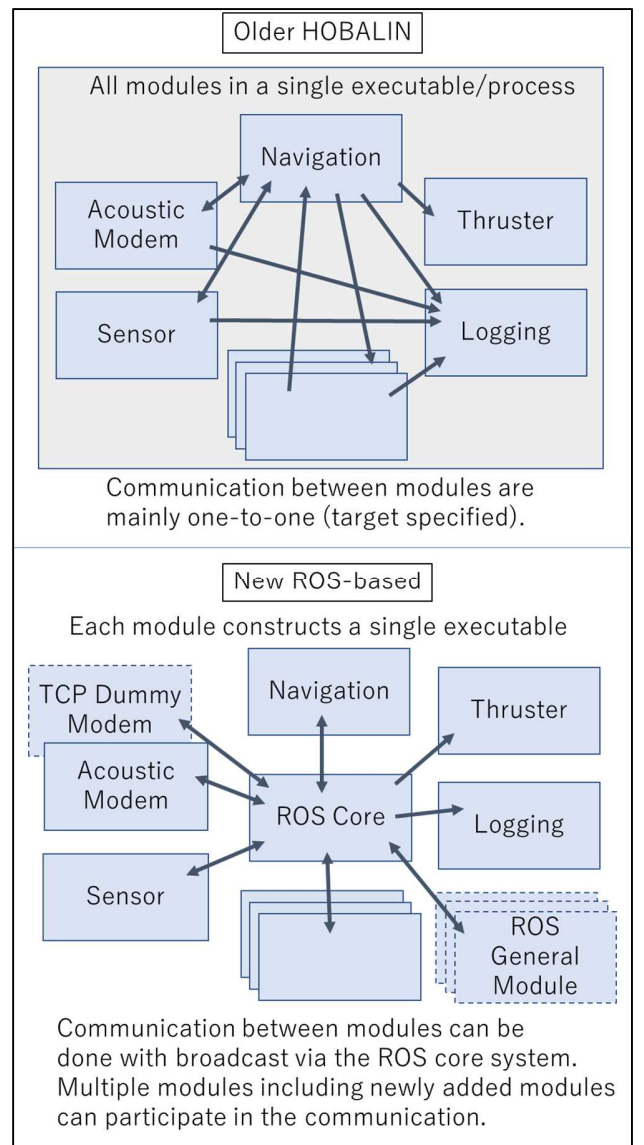 Older HOBALIN
All modules in a single executable/process
Navigation
Acoustic
Modem
Thruster
Sensor
Logging
Communication between modules are
mainly one-to-one (target specified).
New ROS-based
Each module constructs a single executable
TCP Dummy
Modem
Navigation
Thruster
Acoustic
Modem
ROS Core
Logging
Sensor
ROS
General
Module
Communication between modules can be
done with broadcast via the ROS core system.
Multiple modules including newly added modules
can participate in the communication.